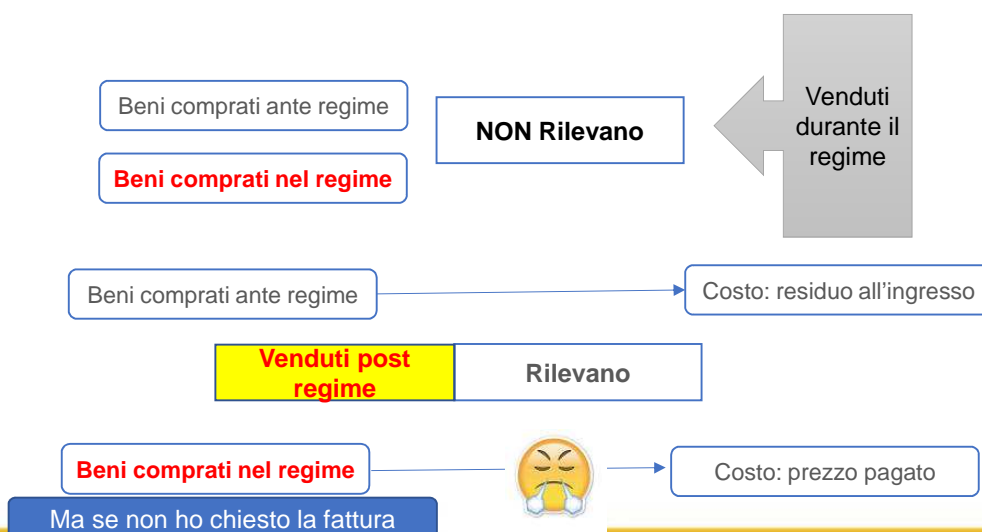 Beni comprati ante regime
NON Rilevano
Venduti
durante il
regime
Beni comprati nel regime
Beni comprati ante regime
Costo: residuo all'ingresso
Venduti post
regime
Rilevano
Beni comprati nel regime
Costo: prezzo pagato
Ma se non ho chiesto la fattura